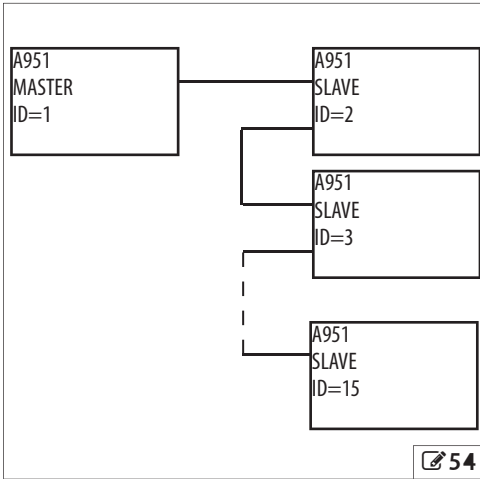 A951
MASTER
ID=1
A951
SLAVE
ID=2
A951
SLAVE
ID=3
A951
SLAVE
ID=15
54